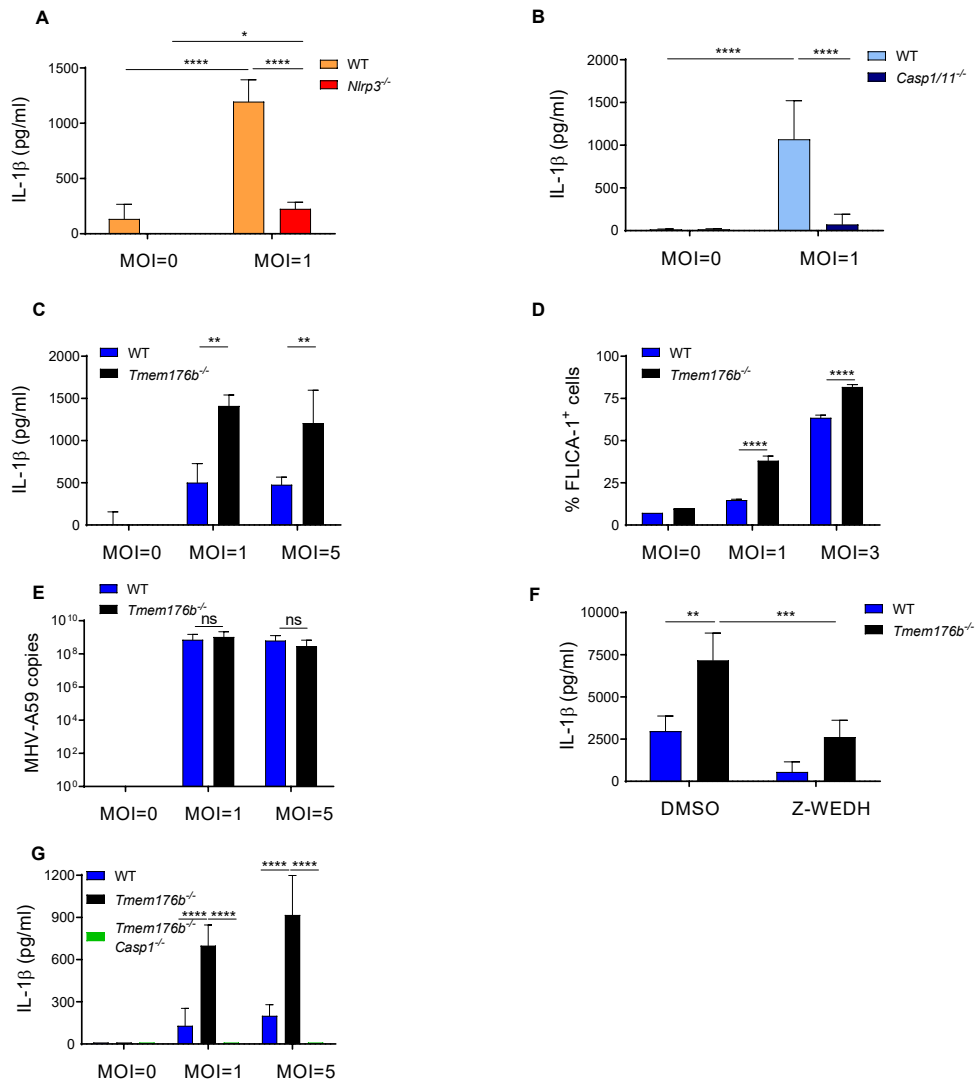 A
*
****
****
WT
Nlrp3-/-
IL-1β (pg/ml)
1500
1000
500
0
MOI=0
MOI=1
B
****
****
WT
Casp1/11-/-
IL-1β (pg/ml)
2000
1500
1000
500
0
MOI=0
MOI=1
C
WT
Tmem176b-/-
**
**
IL-1β (pg/ml)
2000
1500
1000
500
0
MOI=0
MOI=1
MOI=5
D
WT
Tmem176b-/-
****
****
% FLICA-1+ cells
100
75
50
25
0
MOI=0
MOI=1
MOI=3
E
WT
Tmem176b-/-
ns
ns
MHV-A59 copies
10^10
10^8
10^6
10^4
10^2
10^0
MOI=0
MOI=1
MOI=5
F
WT
Tmem176b-/-
**
***
IL-1β (pg/ml)
10000
7500
5000
2500
0
DMSO
Z-WEDH
G
WT
Tmem176b-/-
Tmem176b-/-
Casp1-/-
****
****
****
****
IL-1β (pg/ml)
1200
900
600
300
0
MOI=0
MOI=1
MOI=5